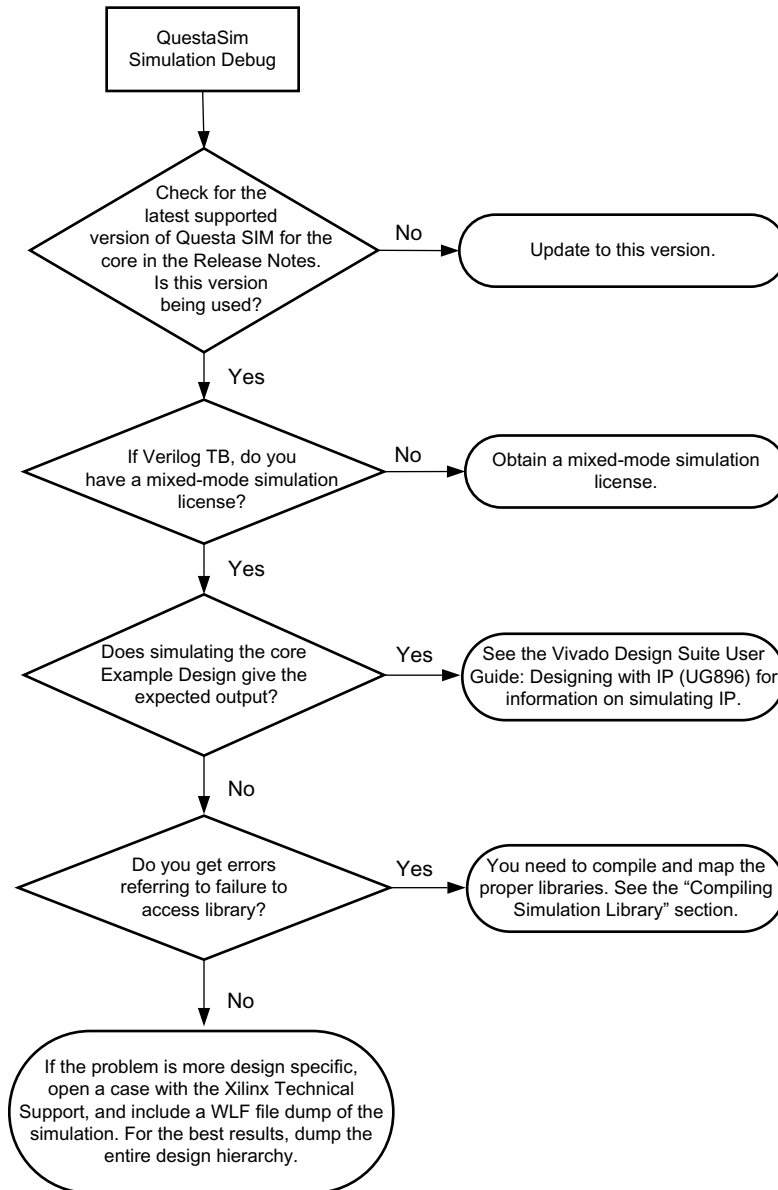 QuestaSim
Simulation Debug
Check for the
latest supported
version of Questa SIM for the
core in the Release Notes.
Is this version
being used?
No
Update to this version.
Yes
If Verilog TB, do you
have a mixed-mode simulation
license?
No
Obtain a mixed-mode simulation
license.
Yes
Does simulating the core
Example Design give the
expected output?
Yes
See the Vivado Design Suite User
Guide: Designing with IP (UG896) for
information on simulating IP.
No
Do you get errors
referring to failure to
access library?
Yes
You need to compile and map the
proper libraries. See the “Compiling
Simulation Library” section.
No
If the problem is more design specific,
open a case with the Xilinx Technical
Support, and include a WLF file dump of the
simulation. For the best results, dump the
entire design hierarchy.